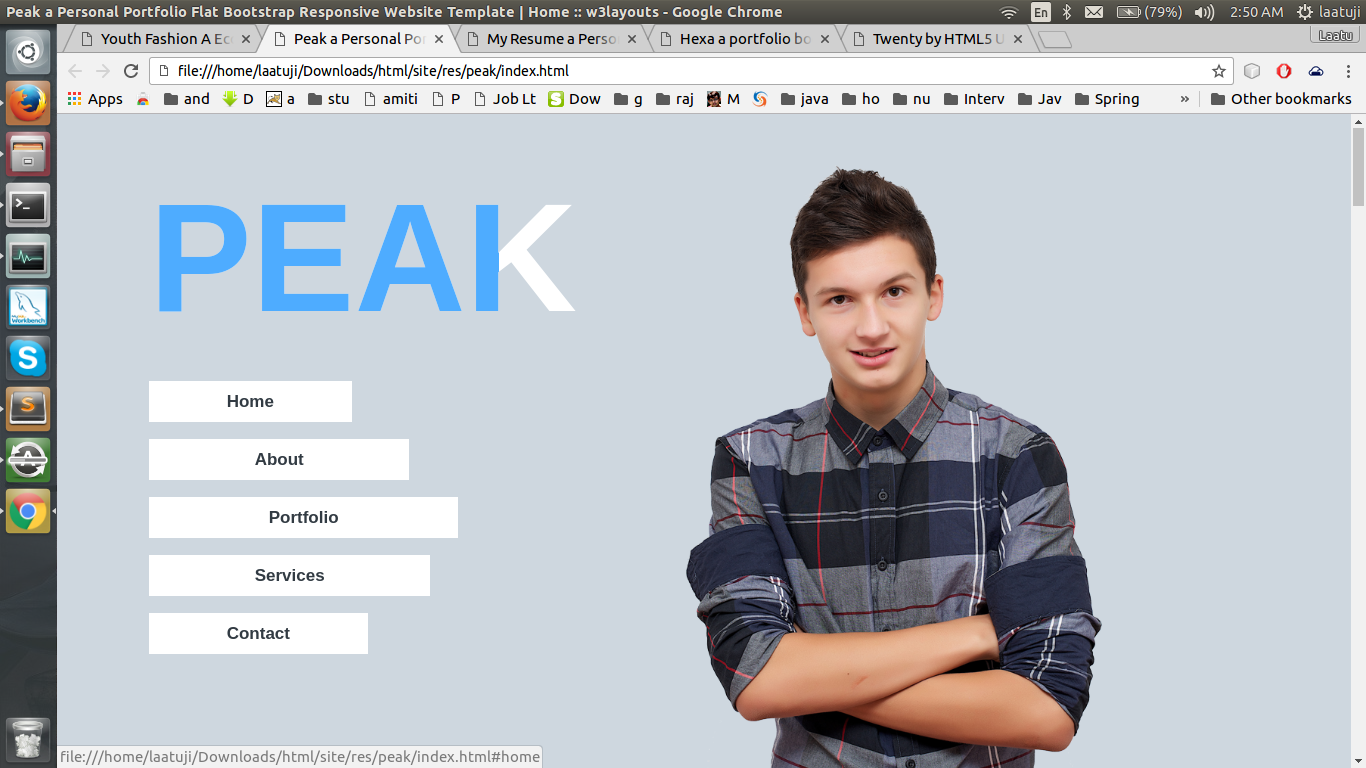 Peak a Personal Portfolio Flat Bootstrap Responsive Website Template | Home :: w3layouts - Google Chrome
En (79%) 2:50 AM laatuji
Youth Fashion A Ec Peak a Personal Por My Resume a Perso Hexa a portfolio bo Twenty by HTML5 U Laatu
file:///home/laatuji/Downloads/html/site/res/peak/index.html
Apps and D a stu amiti P Job Lt Dow g raj M java ho nu Interv Jav Spring » Other bookmarks
PEAK
Home
About
Portfolio
Services
Contact
file:///home/laatuji/Downloads/html/site/res/peak/index.html#home